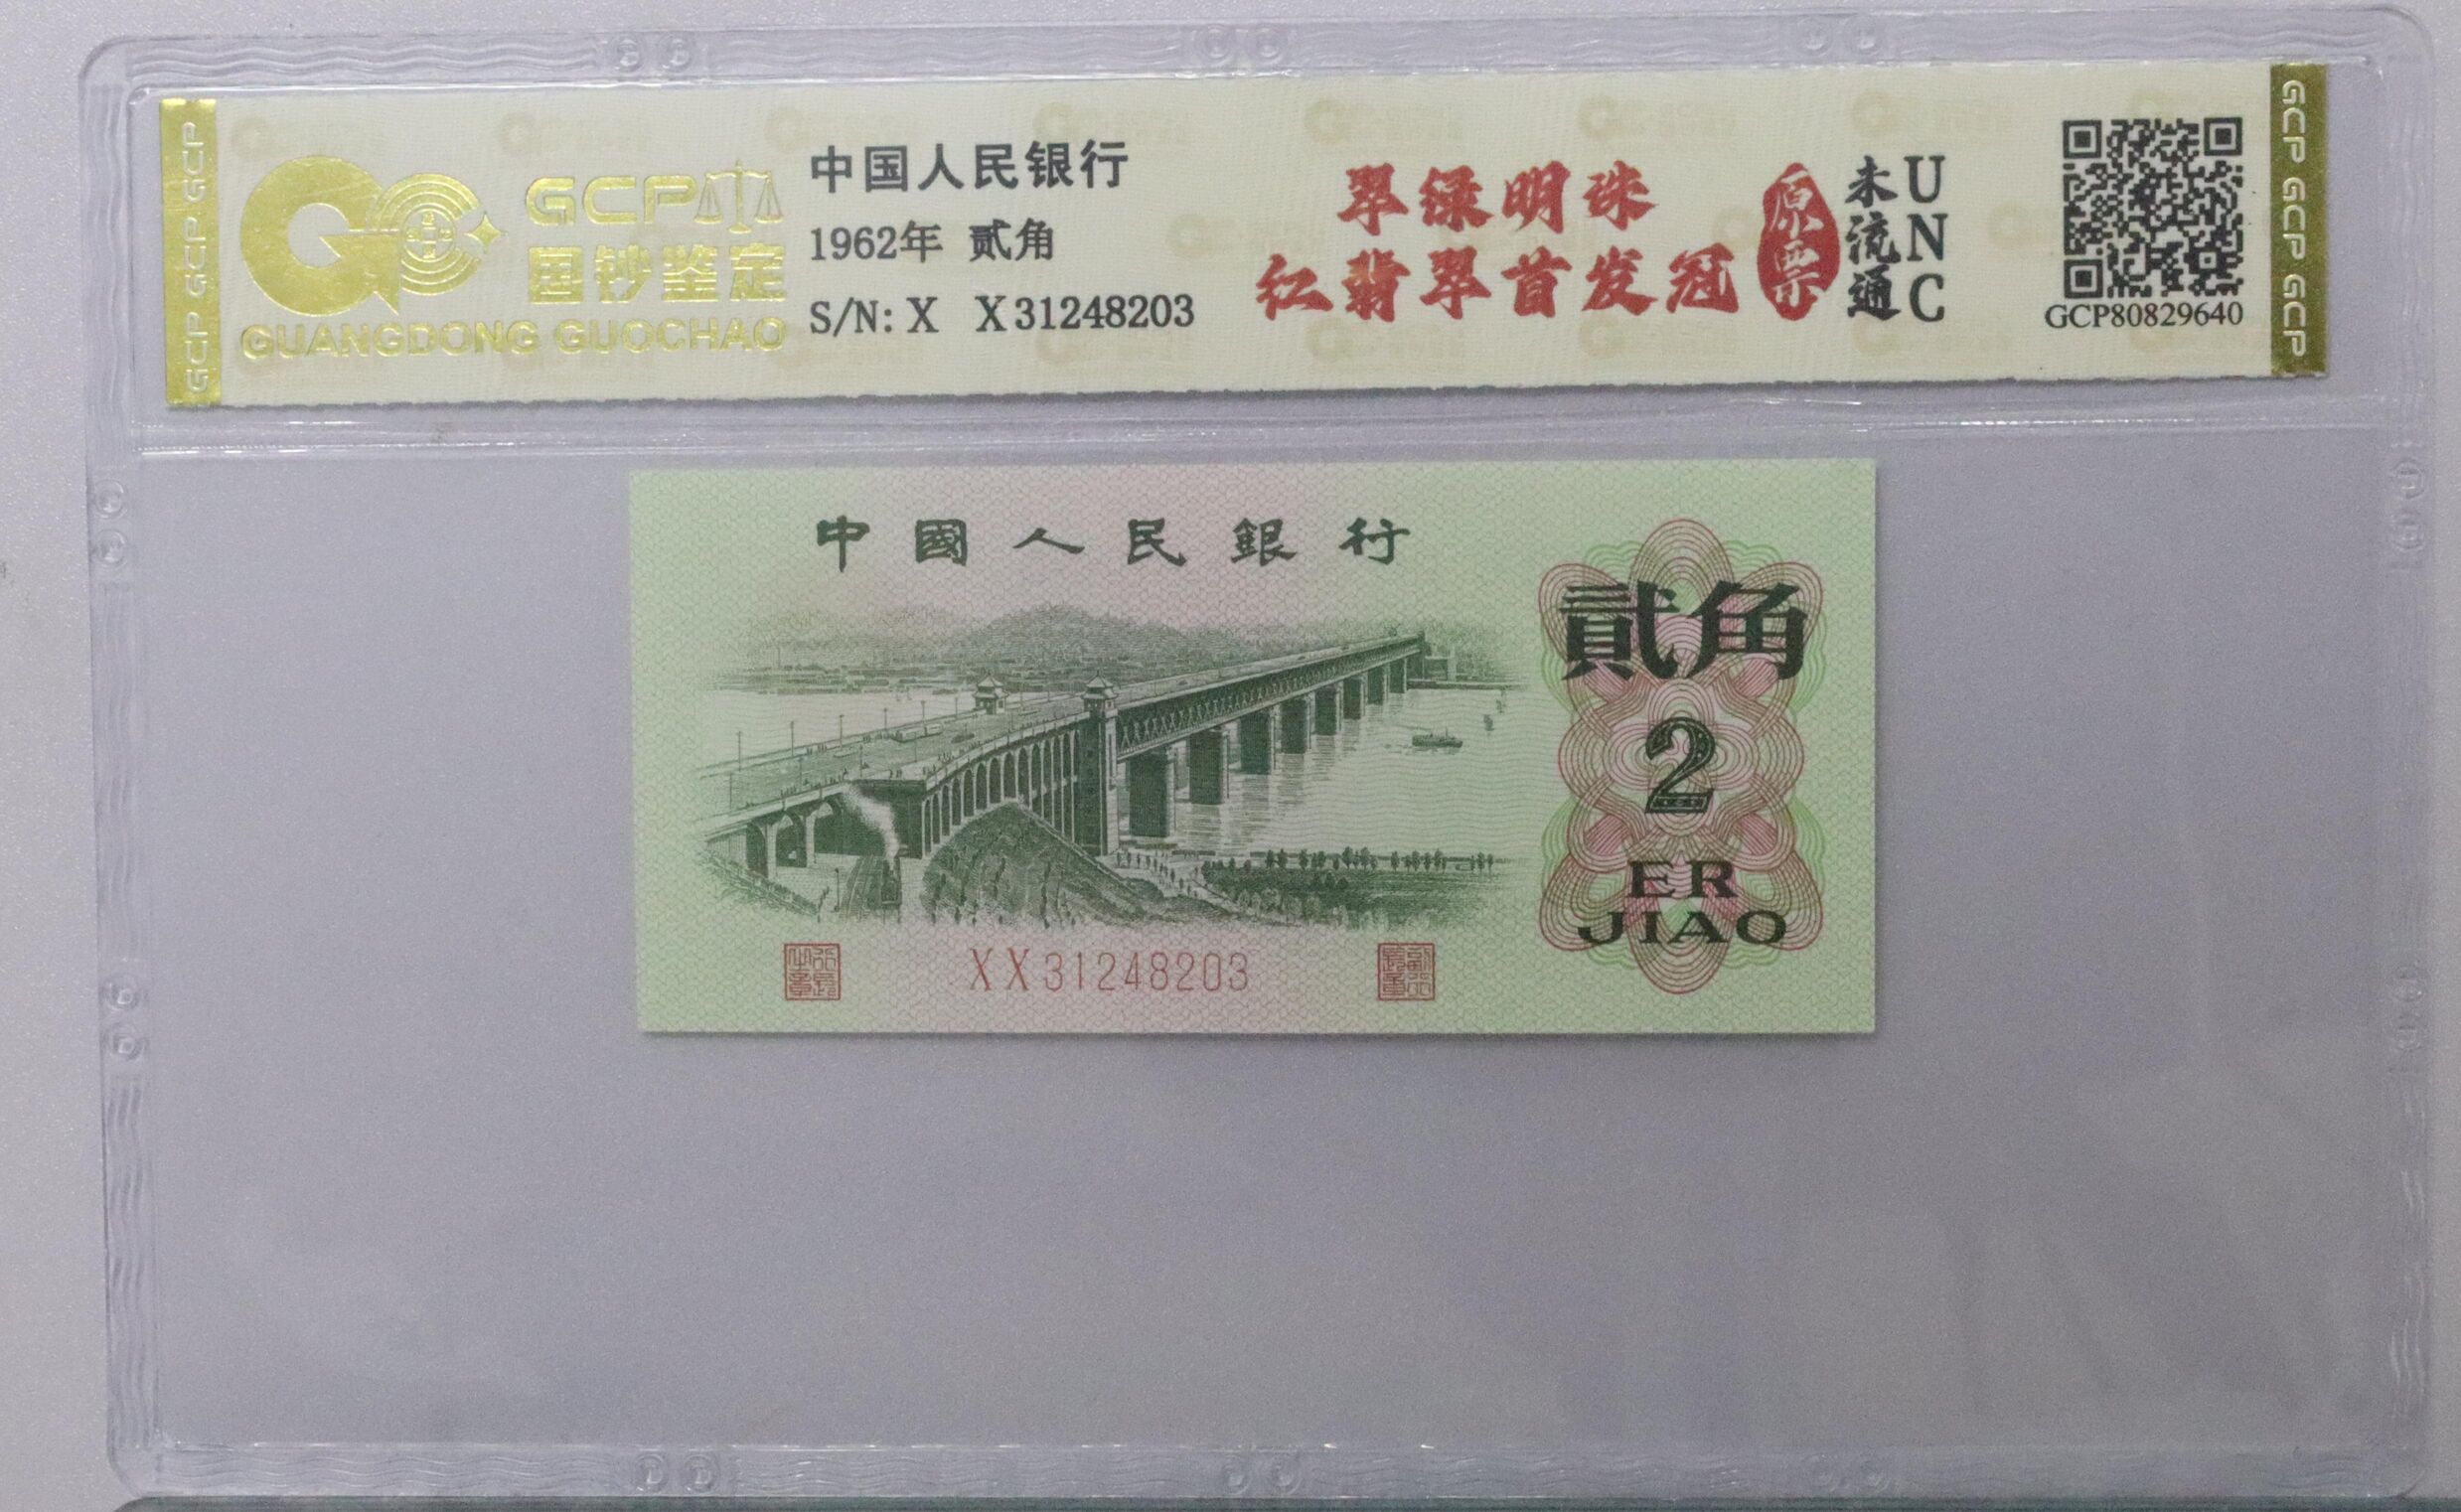 GCP GCP GCP GCP
GCP
国钞鉴定
GUANGDONG GUOCHAO
中国人民银行
1962年 贰角
S/N: X X31248203
翠绿明珠
红翡翠首发冠
原票
未流通
UNC
GCP80829640
GCP GCP GCP GCP
中國人民銀行
貳角
2
ER
JIAO
XX31248203